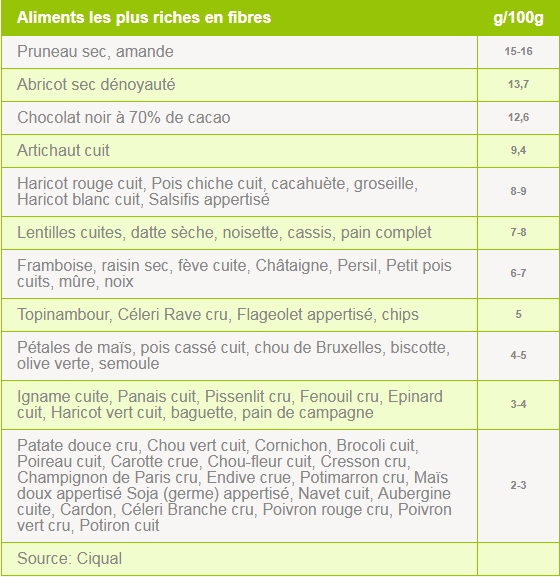 Aliments les plus riches en fibres g/100g
Pruneau sec, amande 15-16
Abricot sec dénoyauté 13,7
Chocolat noir à 70% de cacao 12,6
Artichaut cuit 9,4
Haricot rouge cuit, Pois chiche cuit, cacahuète, groseille,
Haricot blanc cuit, Salsifis appertisé 8-9
Lentilles cuites, datte sèche, noisette, cassis, pain complet 7-8
Framboise, raisin sec, fève cuite, Châtaigne, Persil, Petit pois
cuits, mûre, noix 6-7
Topinambour, Céleri Rave cru, Flageolet appertisé, chips 5
Pétales de maïs, pois cassé cuit, chou de Bruxelles, biscotte,
olive verte, semoule 4-5
Igname cuite, Panais cuit, Pissenlit cru, Fenouil cru, Epinard
cuit, Haricot vert cuit, baguette, pain de campagne 3-4
Patate douce cru, Chou vert cuit, Cornichon, Brocoli cuit,
Poireau cuit, Carotte crue, Chou-fleur cuit, Cresson cru,
Champignon de Paris cru, Endive crue, Potimarron cru, Maïs
doux appertisé Soja (germe) appertisé, Navet cuit, Aubergine
cuite, Cardon, Céleri Branche cru, Poivron rouge cru, Poivron
vert cru, Potiron cuit 2-3
Source: Ciqual